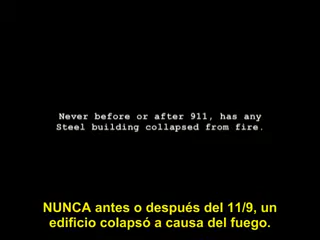 Never before or after 911, has any
Steel building collapsed from fire.
NUNCA antes o después del 11/9, un
edificio colapsó a causa del fuego.